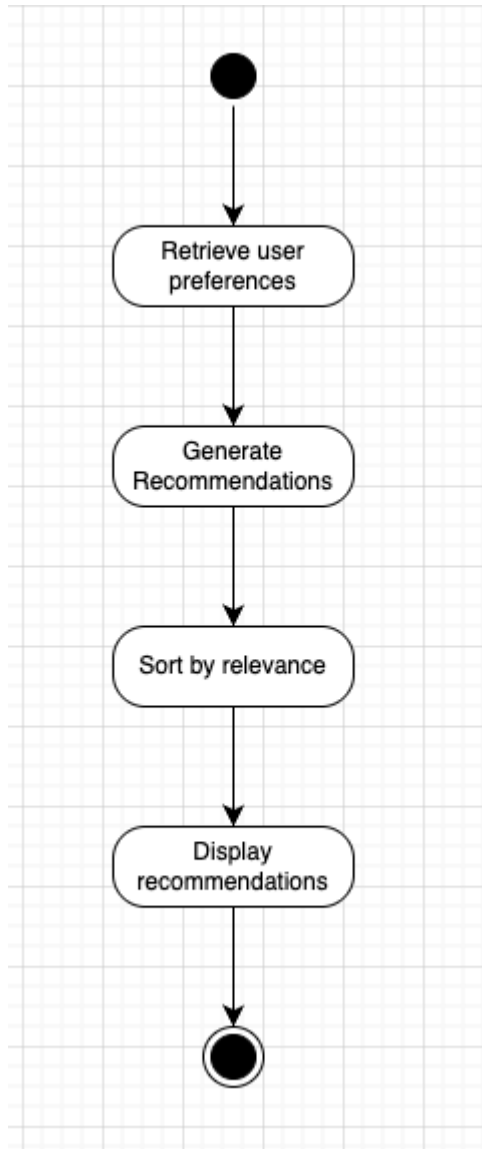 Retrieve user
preferences
Generate
Recommendations
Sort by relevance
Display
recommendations